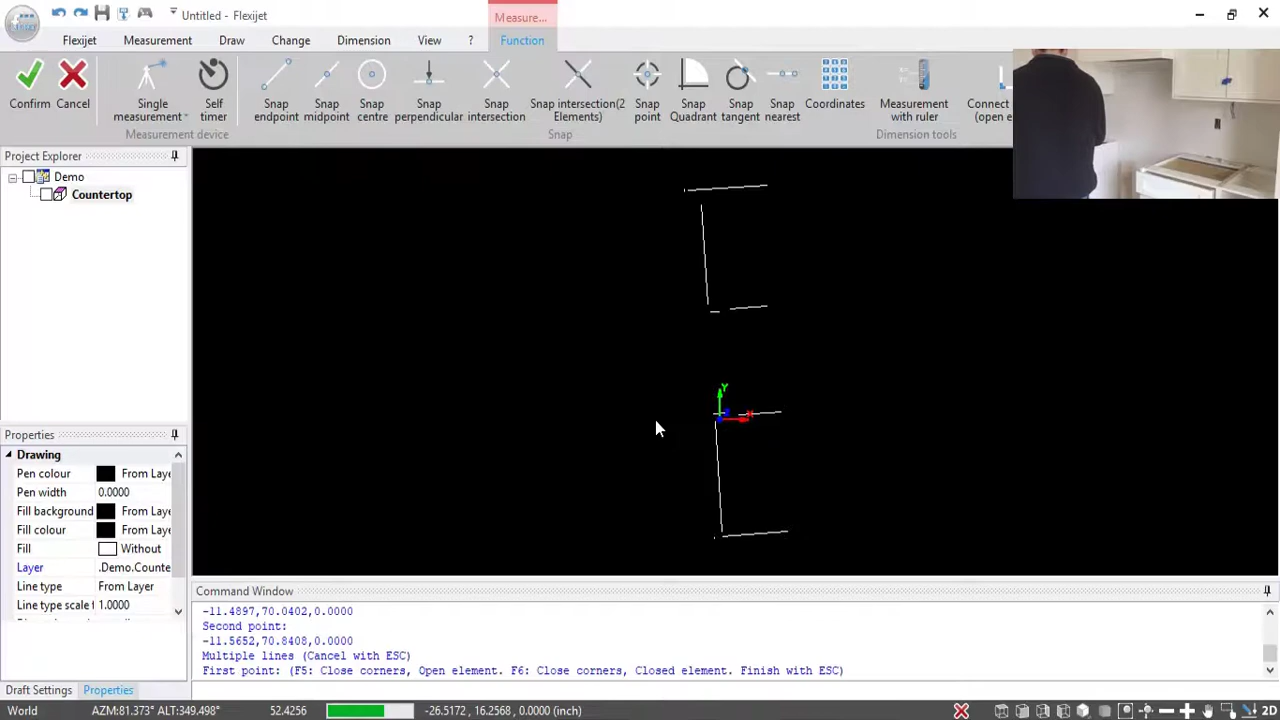 Untitled - Flexijet
Measure...
Flexijet Measurement Draw Change Dimension View ? Function
Confirm Cancel Single measurement Self timer Snap endpoint Snap midpoint Snap centre Snap perpendicular Snap intersection Snap intersection(2 Elements) Snap point Snap Quadrant Snap tangent Snap nearest Coordinates Measurement with ruler Connect (open e
Measurement device Snap Dimension tools
Project Explorer
Demo
Countertop
Y
X
Properties
Drawing
Pen colour From Laye
Pen width 0.0000
Fill background From Laye
Fill colour From Laye
Fill Without
Layer .Demo.Counte
Line type From Layer
Line type scale f 1.0000
Draft Settings Properties
Command Window
-11.4897,70.0402,0.0000
Second point:
-11.5652,70.8408,0.0000
Multiple lines (Cancel with ESC)
First point: (F5: Close corners, Open element. F6: Close corners, Closed element. Finish with ESC)
World AZM:81.373° ALT:349.498° 52.4256 -26.5172 , 16.2568 , 0.0000 (inch) 2D